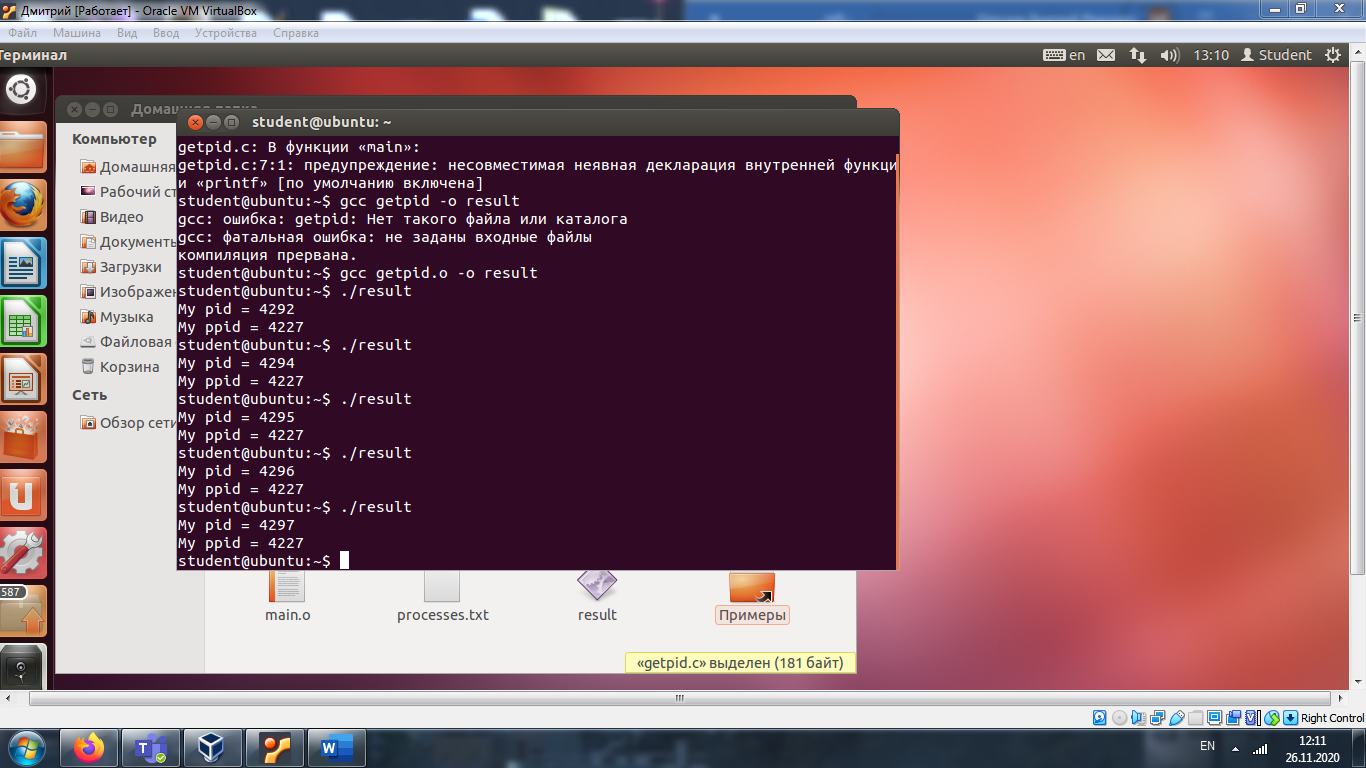 Дмитрий [Работает] - Oracle VM VirtualBox
Файл Машина Вид Ввод Устройства Справка
Терминал
en 13:10 Student
Домашняя папка
student@ubuntu: ~
Компьютер
Домашняя
Рабочий ст
Видео
Документы
Загрузки
Изображен
Музыка
Файловая
Корзина
Сеть
Обзор сети
getpid.c: В функции «main»:
getpid.c:7:1: предупреждение: несовместимая неявная декларация внутренней функци
и «printf» [по умолчанию включена]
student@ubuntu:~$ gcc getpid -o result
gcc: ошибка: getpid: Нет такого файла или каталога
gcc: фатальная ошибка: не заданы входные файлы
компиляция прервана.
student@ubuntu:~$ gcc getpid.o -o result
student@ubuntu:~$ ./result
My pid = 4292
My ppid = 4227
student@ubuntu:~$ ./result
My pid = 4294
My ppid = 4227
student@ubuntu:~$ ./result
My pid = 4295
My ppid = 4227
student@ubuntu:~$ ./result
My pid = 4296
My ppid = 4227
student@ubuntu:~$ ./result
My pid = 4297
My ppid = 4227
student@ubuntu:~$
main.o processes.txt result Примеры
«getpid.c» выделен (181 байт)
587
Right Control
EN 12:11
26.11.2020